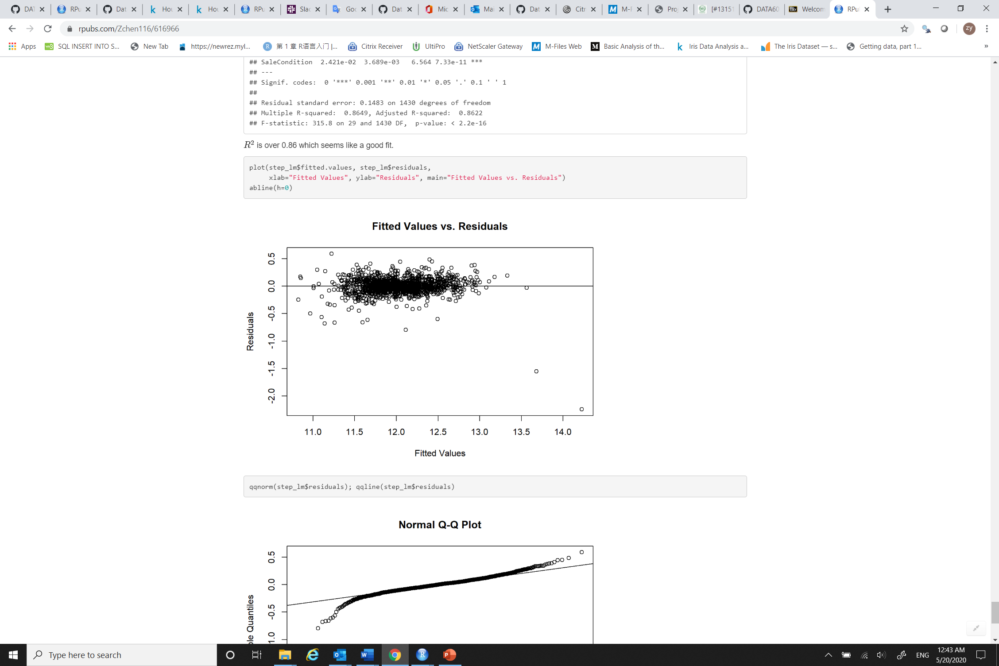 DAT
RPu
Dat
Hou
Hou
RPu
Slac
Goo
Dat
Mic
Mai
Dat
Citr
M-F
Proj
[#13151
DATA60
Welcom
RPu
rpubs.com/Zchen116/616966
zy
Apps
SQL INSERT INTO S...
New Tab
https://newrez.myl...
第 1 章 R语言入门 |...
Citrix Receiver
UltiPro
NetScaler Gateway
M-Files Web
Basic Analysis of th...
Iris Data Analysis a...
The Iris Dataset — s...
Getting data, part 1...
»
## SaleCondition  2.421e-02  3.689e-03   6.564 7.33e-11 ***
## ---
## Signif. codes:  0 '***' 0.001 '**' 0.01 '*' 0.05 '.' 0.1 ' ' 1
##
## Residual standard error: 0.1483 on 1430 degrees of freedom
## Multiple R-squared:  0.8649, Adjusted R-squared:  0.8622
## F-statistic: 315.8 on 29 and 1430 DF,  p-value: < 2.2e-16
R² is over 0.86 which seems like a good fit.
plot(step_lm$fitted.values, step_lm$residuals,
xlab="Fitted Values", ylab="Residuals", main="Fitted Values vs. Residuals")
abline(h=0)
Fitted Values vs. Residuals
Residuals
0.5
0.0
-0.5
-1.0
-1.5
-2.0
11.0 11.5 12.0 12.5 13.0 13.5 14.0
Fitted Values
qqnorm(step_lm$residuals); qqline(step_lm$residuals)
Normal Q-Q Plot
0.5
0.0
-0.5
1.0
ple Quantiles
Type here to search
ENG
12:43 AM
5/20/2020